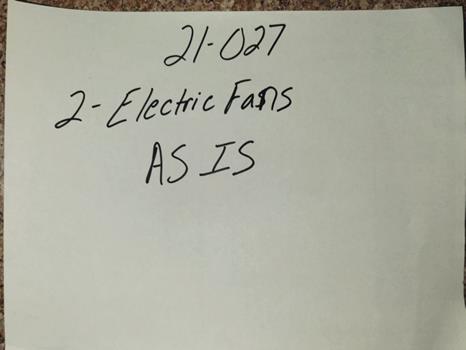 21-027
2-Electric Fans
AS IS